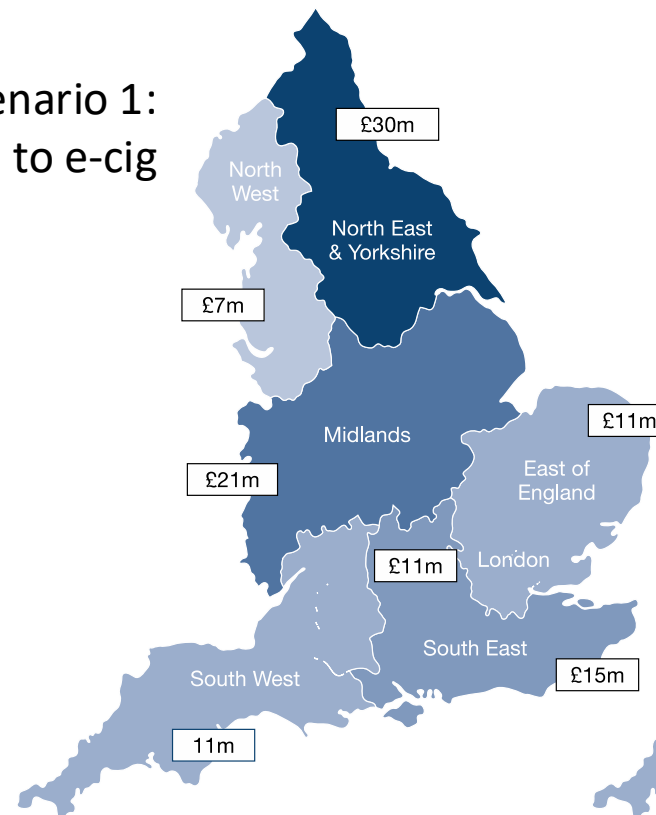 enario 1:
to e-cig
£30m
North
West
North East
& Yorkshire
£7m
Midlands
£11m
East of
England
£21m
London
£11m
South East
South West
£15m
11m